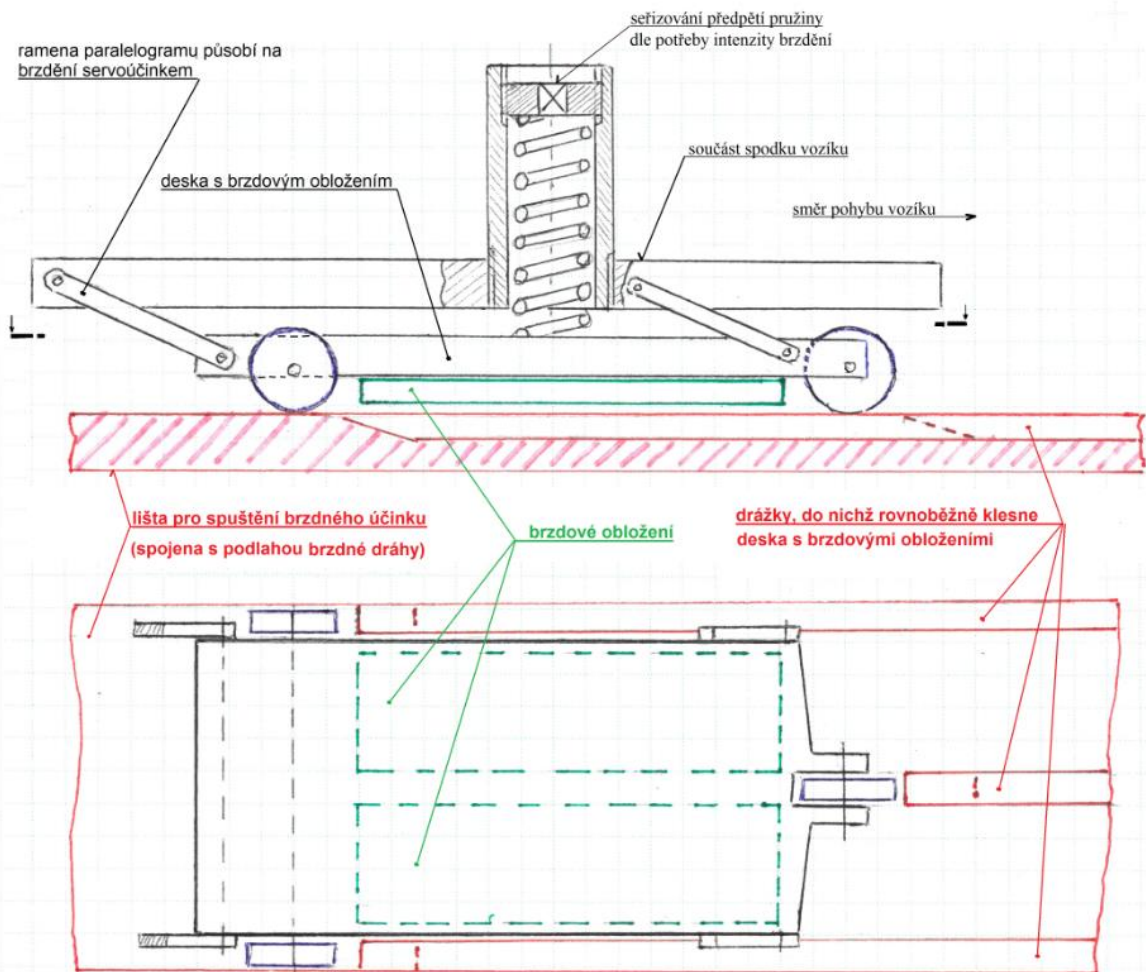 seřizování předpětí pružiny
dle potřeby intenzity brzdění
ramena paralelogramu působí na
brzdění servoúčinkem
součást spodku vozíku
deska s brzdovým obložením
směr pohybu vozíku
lišta pro spuštění brzdného účinku
(spojena s podlahou brzdné dráhy)
brzdové obložení
drážky, do nichž rovnoběžně klesne
deska s brzdovými obloženími